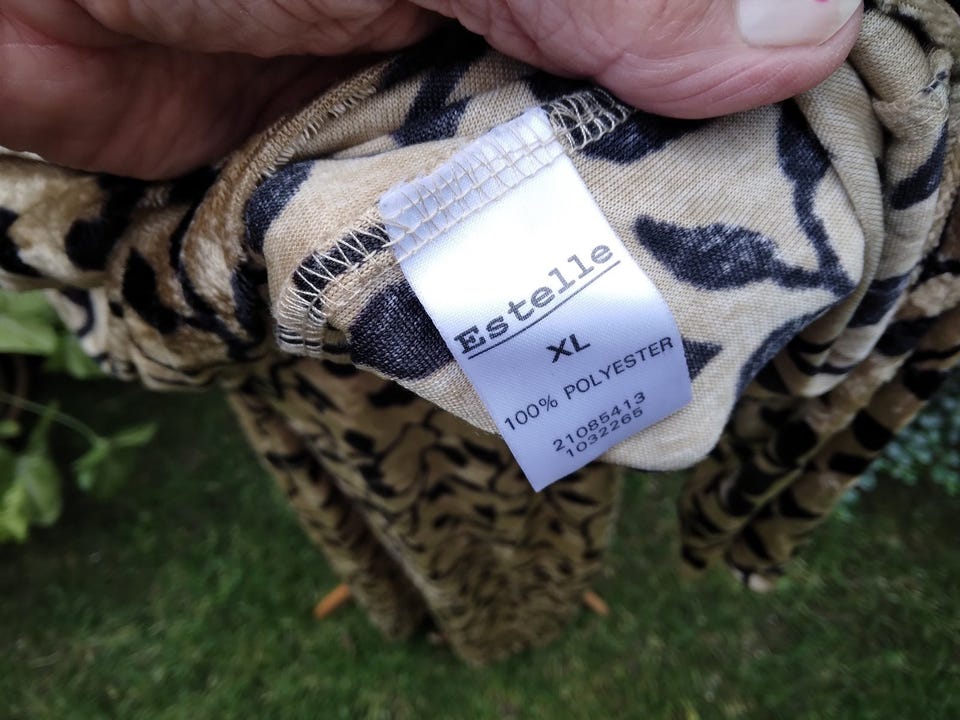 Estelle
XL
100% POLYESTER
21085413
1032265